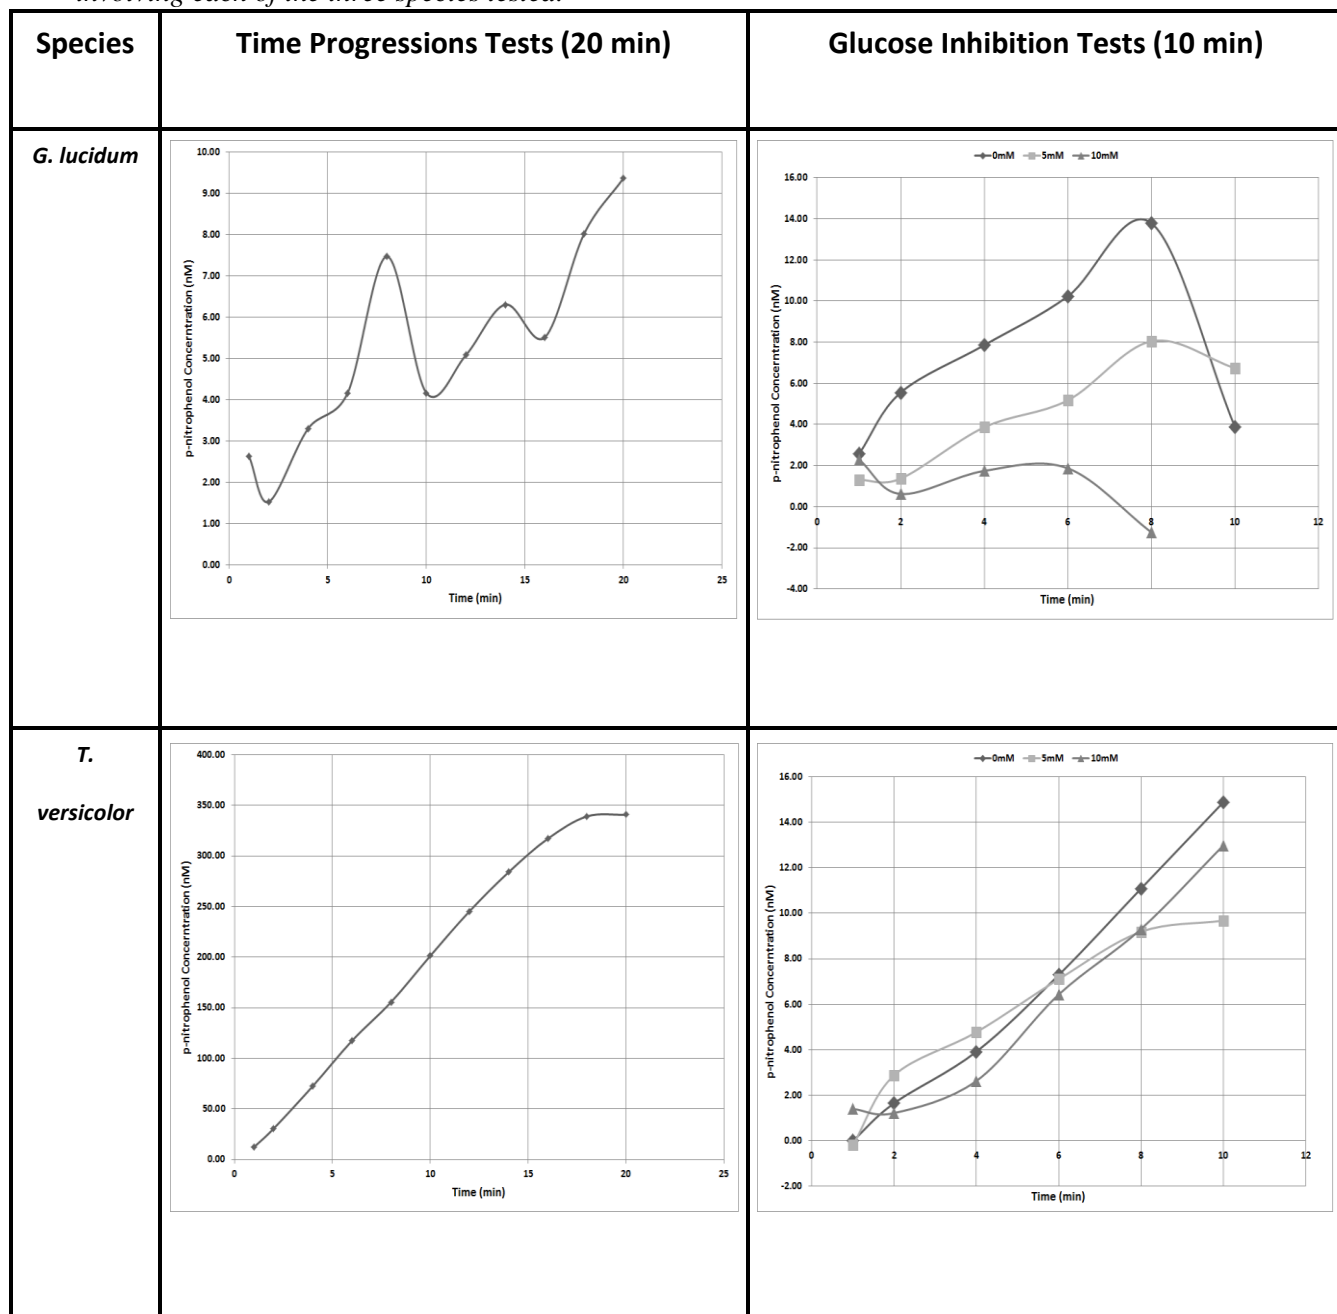 involving each of the three species tested.
Species Time Progressions Tests (20 min) Glucose Inhibition Tests (10 min)
G. lucidum
10.00
9.00
8.00
7.00
6.00
5.00
4.00
3.00
2.00
1.00
0.00
0 5 10 15 20 25
p-nitrophenol Concerntration (nM)
Time (min)
0mM 5mM 10mM
16.00
14.00
12.00
10.00
8.00
6.00
4.00
2.00
0.00
-2.00
-4.00
0 2 4 6 8 10 12
p-nitrophenol Concerntration (nM)
Time (min)
T.
versicolor
400.00
350.00
300.00
250.00
200.00
150.00
100.00
50.00
0.00
0 5 10 15 20 25
p-nitrophenol Concerntration (nM)
Time (min)
0mM 5mM 10mM
16.00
14.00
12.00
10.00
8.00
6.00
4.00
2.00
0.00
-2.00
0 2 4 6 8 10 12
p-nitrophenol Concerntration (nM)
Time (min)